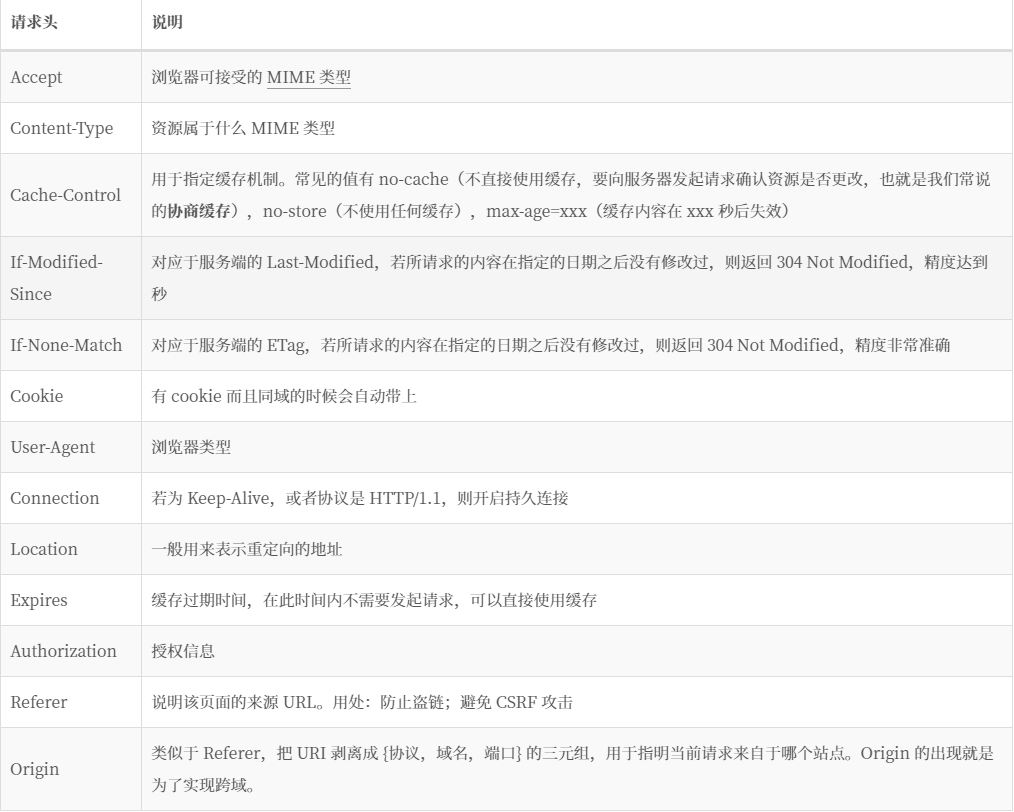 请求头 说明
Accept 浏览器可接受的 MIME 类型
Content-Type 资源属于什么 MIME 类型
Cache-Control 用于指定缓存机制。常见的值有 no-cache（不直接使用缓存，要向服务器发起请求确认资源是否更改，也就是我们常说
的协商缓存），no-store（不使用任何缓存），max-age=xxx（缓存内容在 xxx 秒后失效）
If-Modified-
Since
对应于服务端的 Last-Modified，若所请求的内容在指定的日期之后没有修改过，则返回 304 Not Modified，精度达到
秒
If-None-Match 对应于服务端的 ETag，若所请求的内容在指定的日期之后没有修改过，则返回 304 Not Modified，精度非常准确
Cookie 有 cookie 而且同域的时候会自动带上
User-Agent 浏览器类型
Connection 若为 Keep-Alive，或者协议是 HTTP/1.1，则开启持久连接
Location 一般用来表示重定向的地址
Expires 缓存过期时间，在此时间内不需要发起请求，可以直接使用缓存
Authorization 授权信息
Referer 说明该页面的来源 URL。用处：防止盗链；避免 CSRF 攻击
Origin 类似于 Referer，把 URI 剥离成 {协议，域名，端口} 的三元组，用于指明当前请求来自于哪个站点。Origin 的出现就是
为了实现跨域。